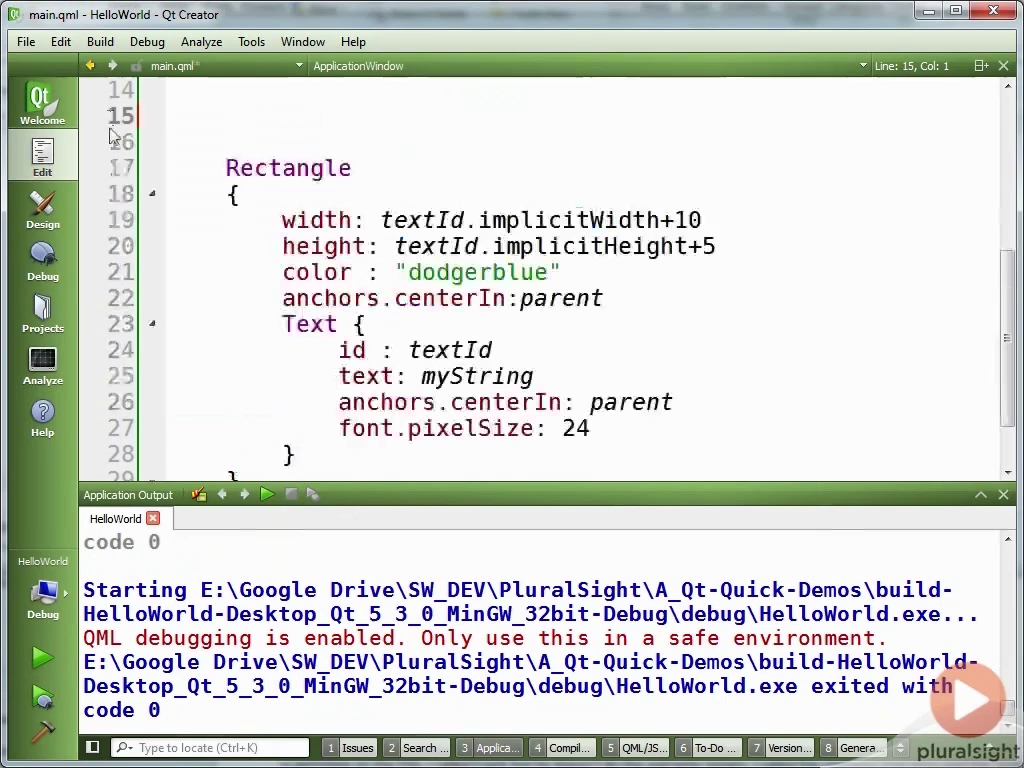 main.qml - HelloWorld - Qt Creator
File Edit Build Debug Analyze Tools Window Help
main.qml* ApplicationWindow Line: 15, Col: 1
Qt
Welcome
Edit
Design
Debug
Projects
Analyze
Help
14
15
16
17 Rectangle
18 {
19 width: textId.implicitWidth+10
20 height: textId.implicitHeight+5
21 color : "dodgerblue"
22 anchors.centerIn:parent
23 Text {
24 id : textId
25 text: myString
26 anchors.centerIn: parent
27 font.pixelSize: 24
28 }
29 }
Application Output
HelloWorld
code 0
Starting E:\Google Drive\SW_DEV\PluralSight\A_Qt-Quick-Demos\build-
HelloWorld-Desktop_Qt_5_3_0_MinGW_32bit-Debug\debug\HelloWorld.exe...
QML debugging is enabled. Only use this in a safe environment.
E:\Google Drive\SW_DEV\PluralSight\A_Qt-Quick-Demos\build-HelloWorld-
Desktop_Qt_5_3_0_MinGW_32bit-Debug\debug\HelloWorld.exe exited with
code 0
HelloWorld
Debug
Type to locate (Ctrl+K) 1 Issues 2 Search ... 3 Applica... 4 Compil... 5 QML/JS... 6 To-Do ... 7 Version... 8 Genera...
pluralsight